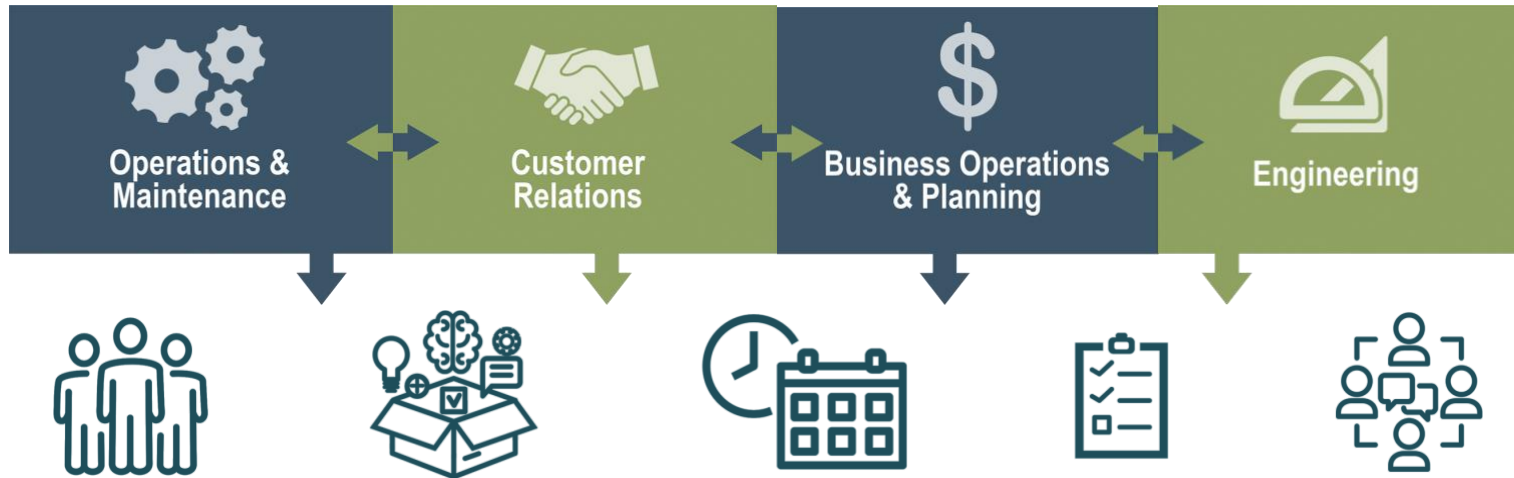 Operations &
Maintenance
Customer
Relations
$
Business Operations
& Planning
Engineering